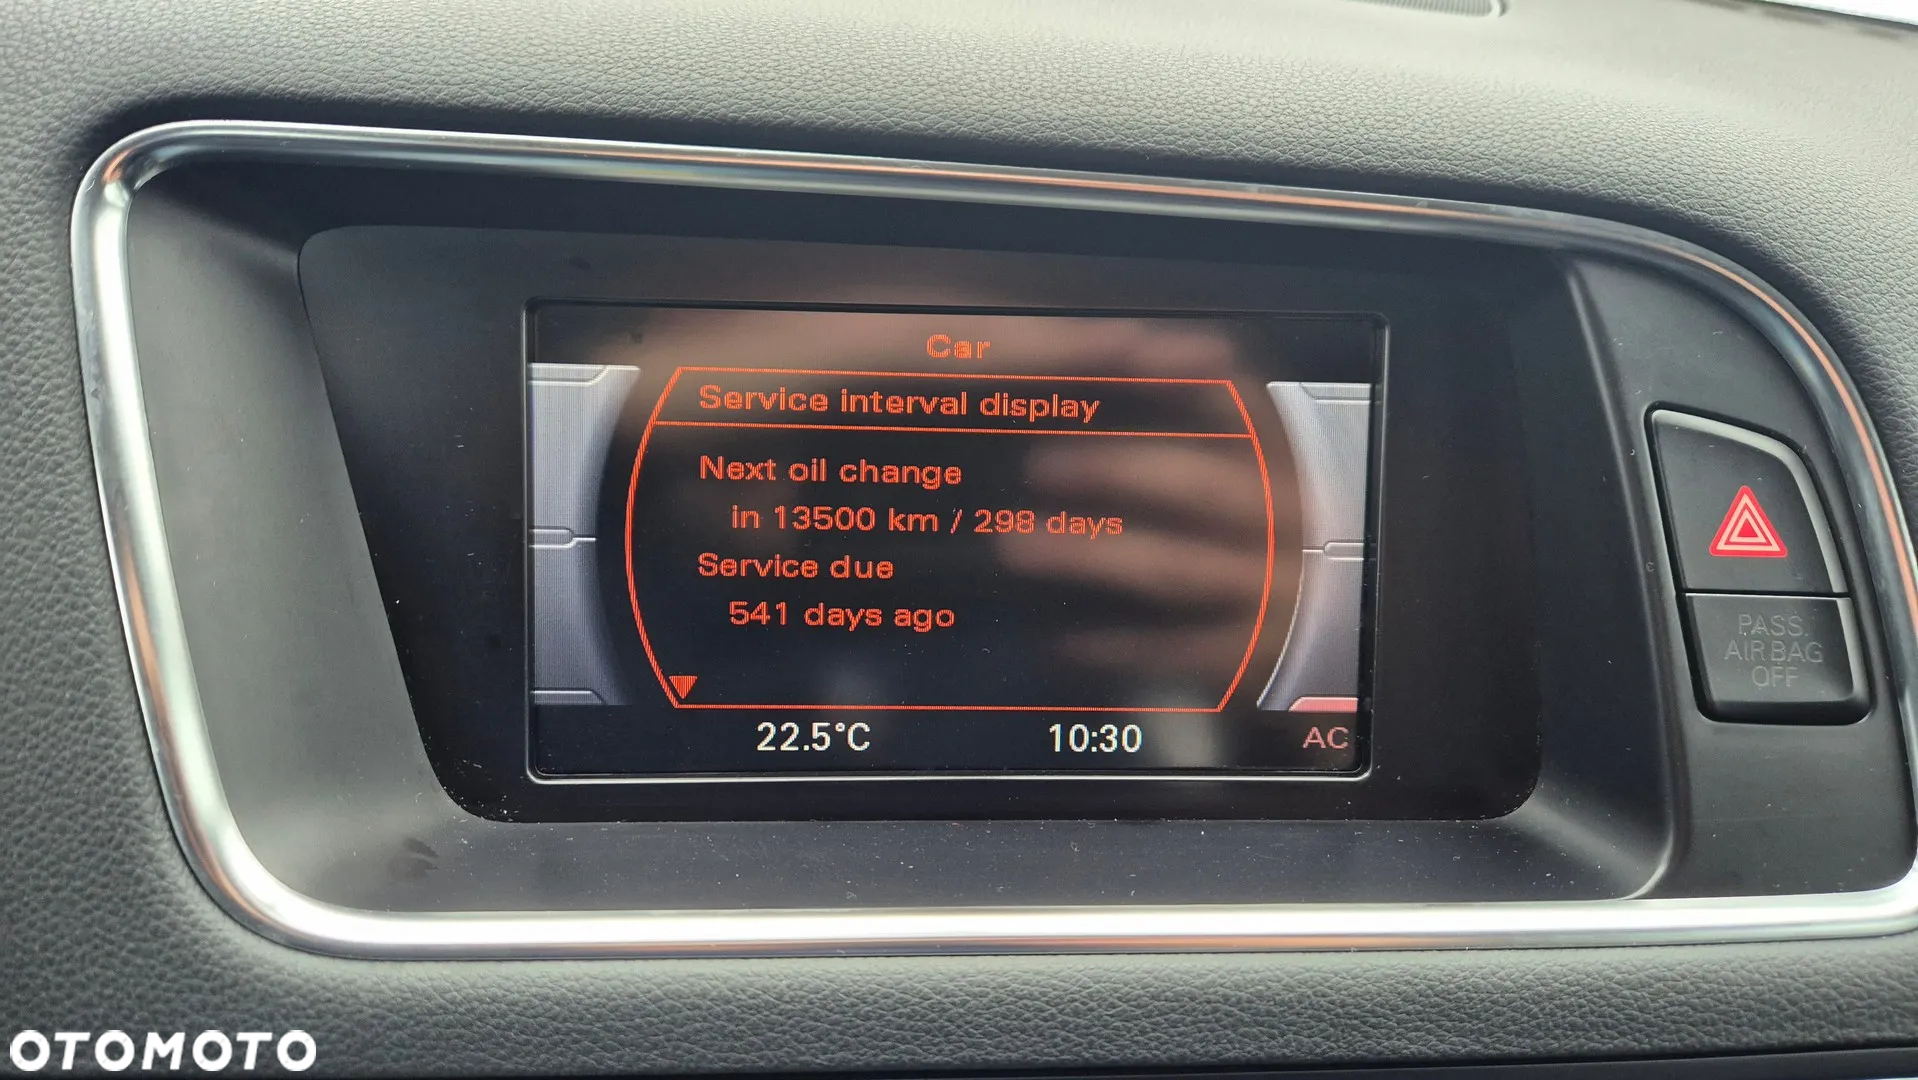 Car
Service interval display
Next oil change
in 13500 km / 298 days
Service due
541 days ago
22.5°C 10:30 AC
PASS.
AIR BAG
OFF
OTOMOTO